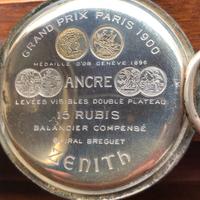 GRAND PRIX PARIS 1900
MÉDAILLE D'OR GENÈVE 1896
ANCRE
LEVÉES VISIBLES DOUBLE PLATEAU
15 RUBIS
BALANCIER COMPENSÉ
SPIRAL BREGUET
ZENITH